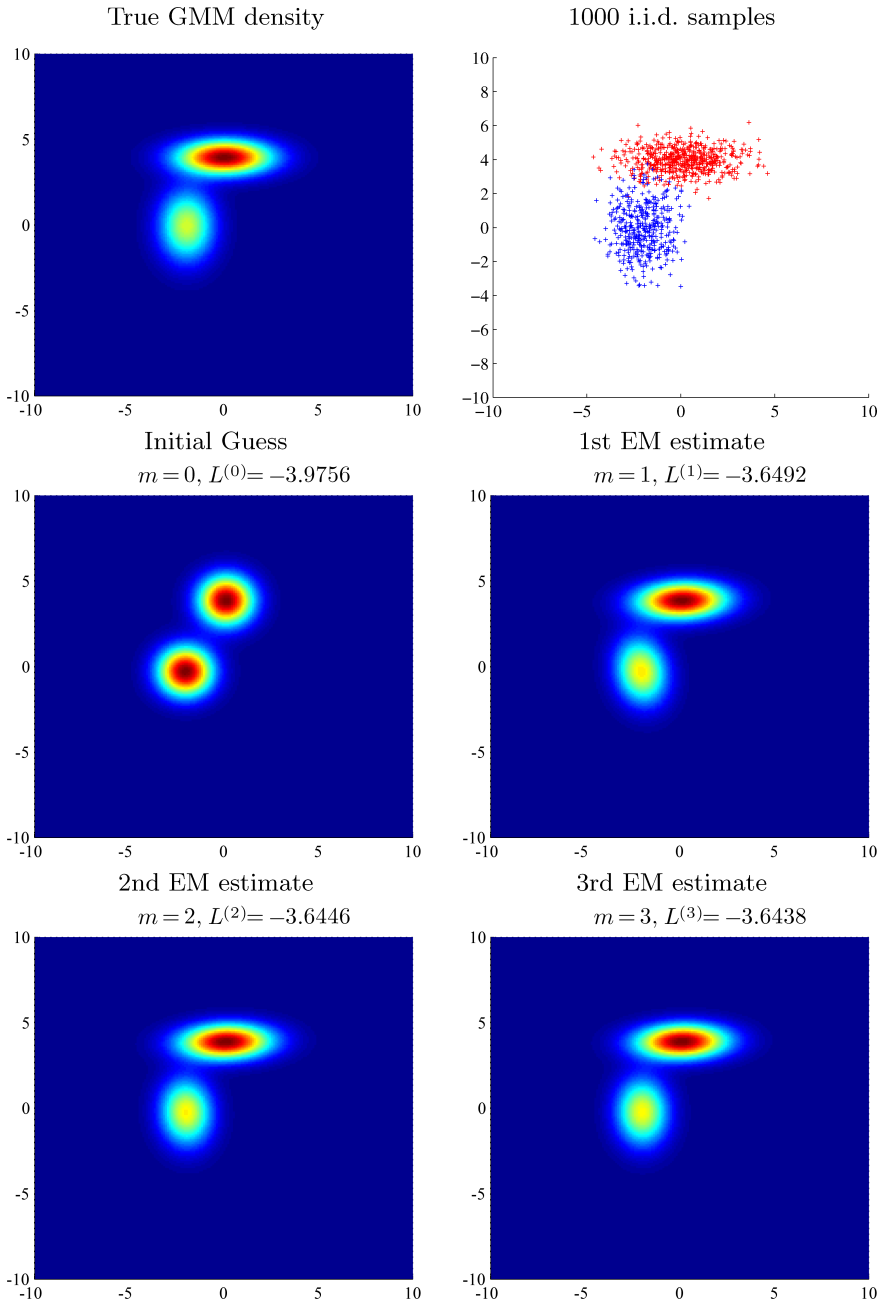 True GMM density
10
5
0
-5
-10
-10 -5 0 5 10
1000 i.i.d. samples
10
8
6
4
2
0
−2
−4
−6
−8
−10
−10 −5 0 5 10
Initial Guess
m = 0, L⁽⁰⁾= −3.9756
10
5
0
-5
-10
-10 -5 0 5 10
1st EM estimate
m = 1, L⁽¹⁾= −3.6492
10
5
0
-5
-10
-10 -5 0 5 10
2nd EM estimate
m = 2, L⁽²⁾= −3.6446
10
5
0
-5
-10
-10 -5 0 5 10
3rd EM estimate
m = 3, L⁽³⁾= −3.6438
10
5
0
-5
-10
-10 -5 0 5 10